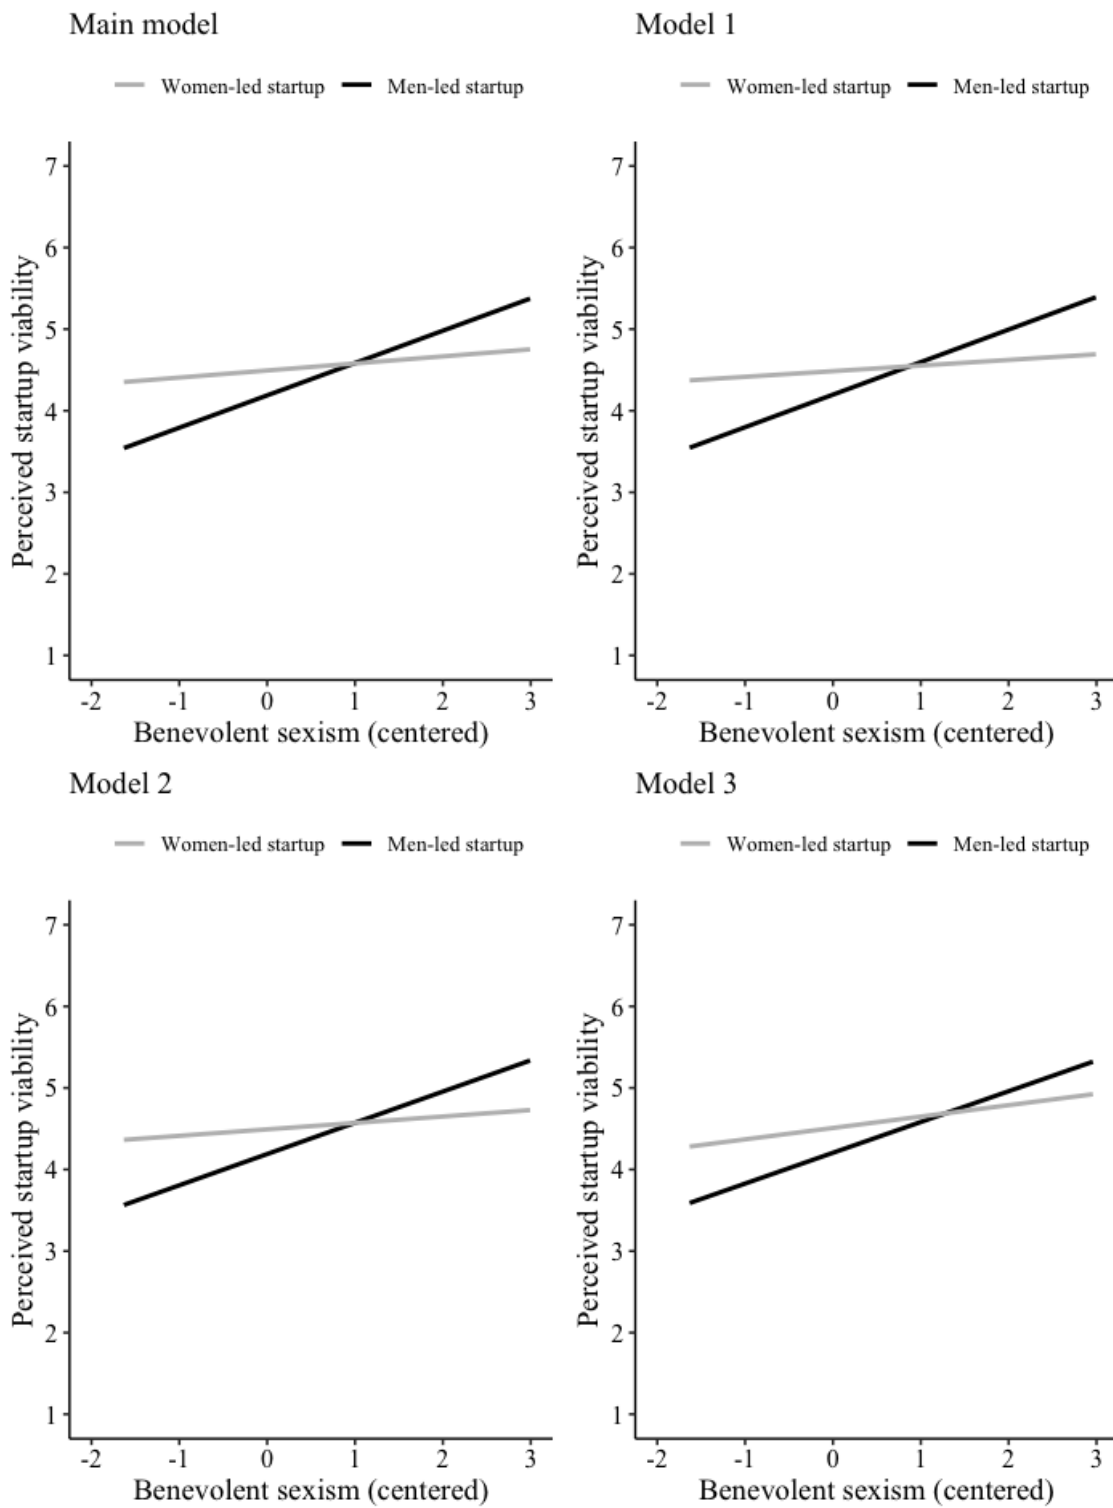 Main model
Women-led startup Men-led startup
7
6
5
4
3
2
1
Perceived startup viability
-2 -1 0 1 2 3
Benevolent sexism (centered)
Model 1
Women-led startup Men-led startup
7
6
5
4
3
2
1
Perceived startup viability
-2 -1 0 1 2 3
Benevolent sexism (centered)
Model 2
Women-led startup Men-led startup
7
6
5
4
3
2
1
Perceived startup viability
-2 -1 0 1 2 3
Benevolent sexism (centered)
Model 3
Women-led startup Men-led startup
7
6
5
4
3
2
1
Perceived startup viability
-2 -1 0 1 2 3
Benevolent sexism (centered)